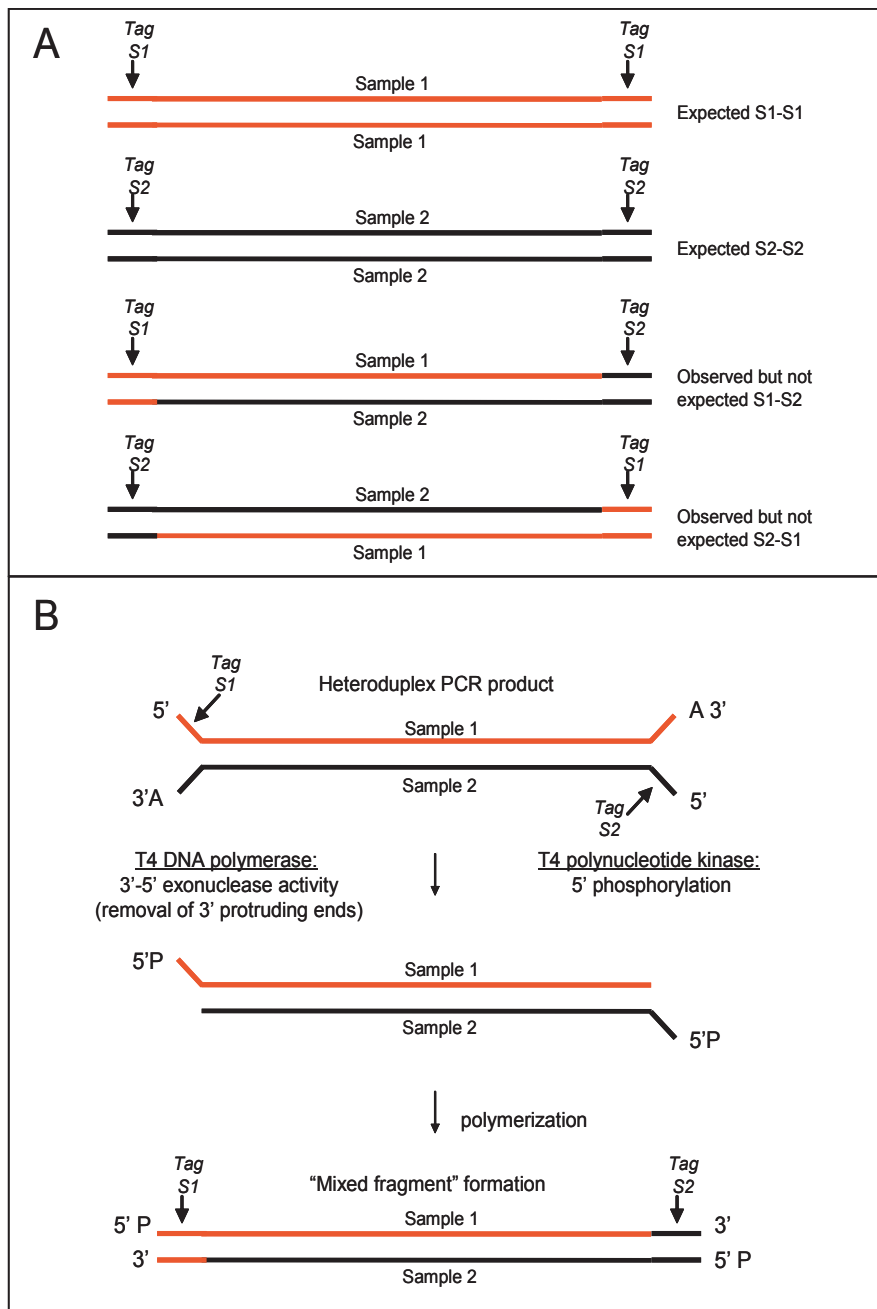 A
Tag
S1
Tag
S1
Sample 1
Expected S1-S1
Sample 1
Tag
S2
Tag
S2
Sample 2
Expected S2-S2
Sample 2
Tag
S1
Tag
S2
Sample 1
Observed but not
expected S1-S2
Sample 2
Tag
S2
Tag
S1
Sample 2
Observed but not
expected S2-S1
Sample 1
B
Tag
S1
Heteroduplex PCR product
5'
A 3'
Sample 1
Sample 2
3'A
5'
Tag
S2
T4 DNA polymerase:
3'-5' exonuclease activity
(removal of 3' protruding ends)
T4 polynucleotide kinase:
5' phosphorylation
5'P
Sample 1
Sample 2
5'P
polymerization
Tag
S1
Tag
S2
“Mixed fragment” formation
5' P
Sample 1
3'
3'
5' P
Sample 2